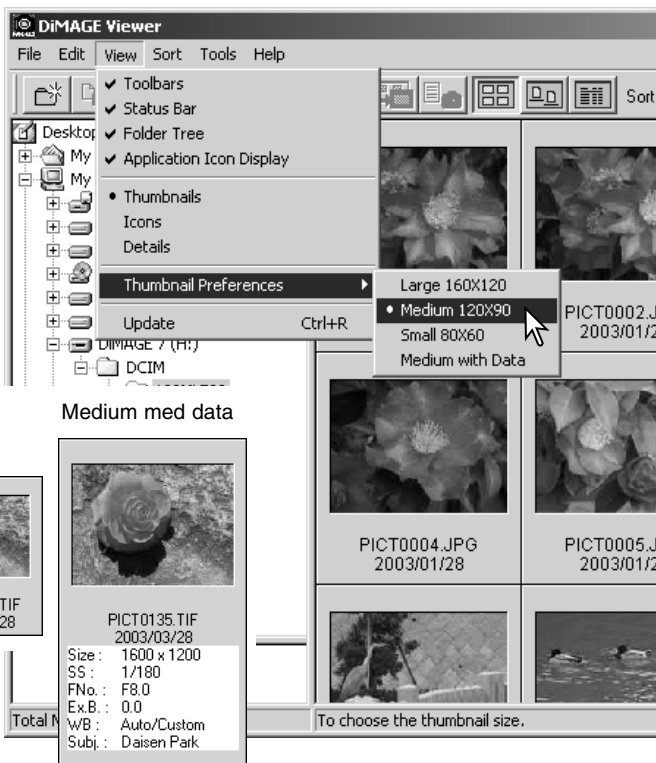 DiMAGE Viewer
File Edit View Sort Tools Help
Sort
Toolbars
Status Bar
Folder Tree
Application Icon Display
Thumbnails
Icons
Details
Thumbnail Preferences
Update Ctrl+R
Large 160X120
Medium 120X90
Small 80X60
Medium with Data
Desktop
My
My
DIMAGE 7 (H:)
DCIM
PICT0002.J
2003/01/2
PICT0004.JPG
2003/01/28
PICT0005.J
2003/01/2
Medium med data
TIF
28
PICT0135.TIF
2003/03/28
Size : 1600 x 1200
SS : 1/180
FNo. : F8.0
Ex.B. : 0.0
WB : Auto/Custom
Subj. : Daisen Park
Total
To choose the thumbnail size.